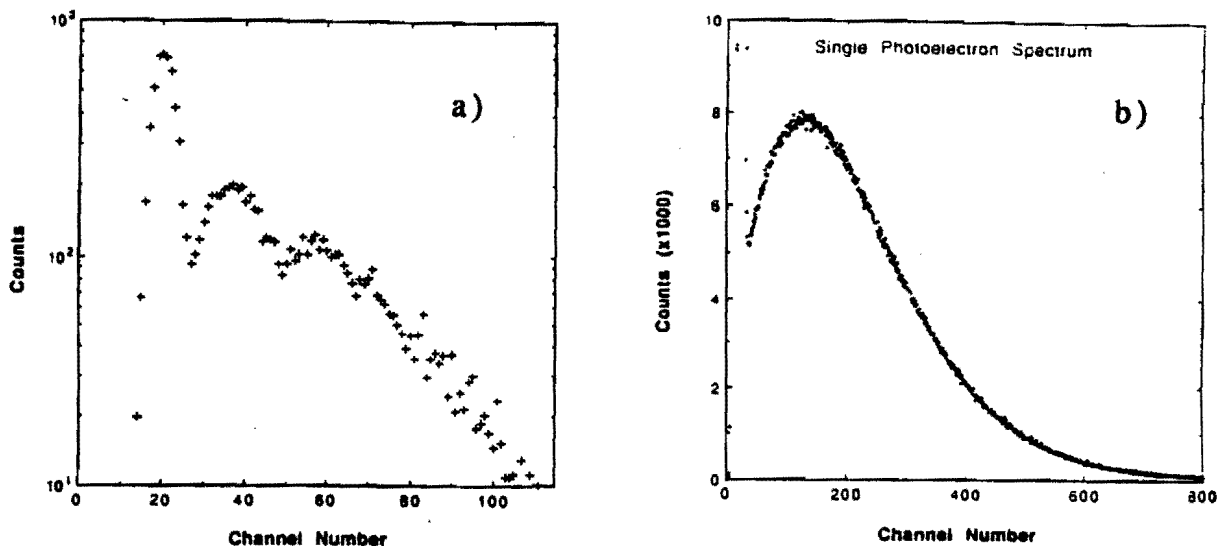 10³
10²
10¹
Counts
a)
0
20
40
60
80
100
Channel Number
10
8
6
4
2
0
Counts (x1000)
Single Photoelectron Spectrum
b)
0
200
400
600
800
Channel Number